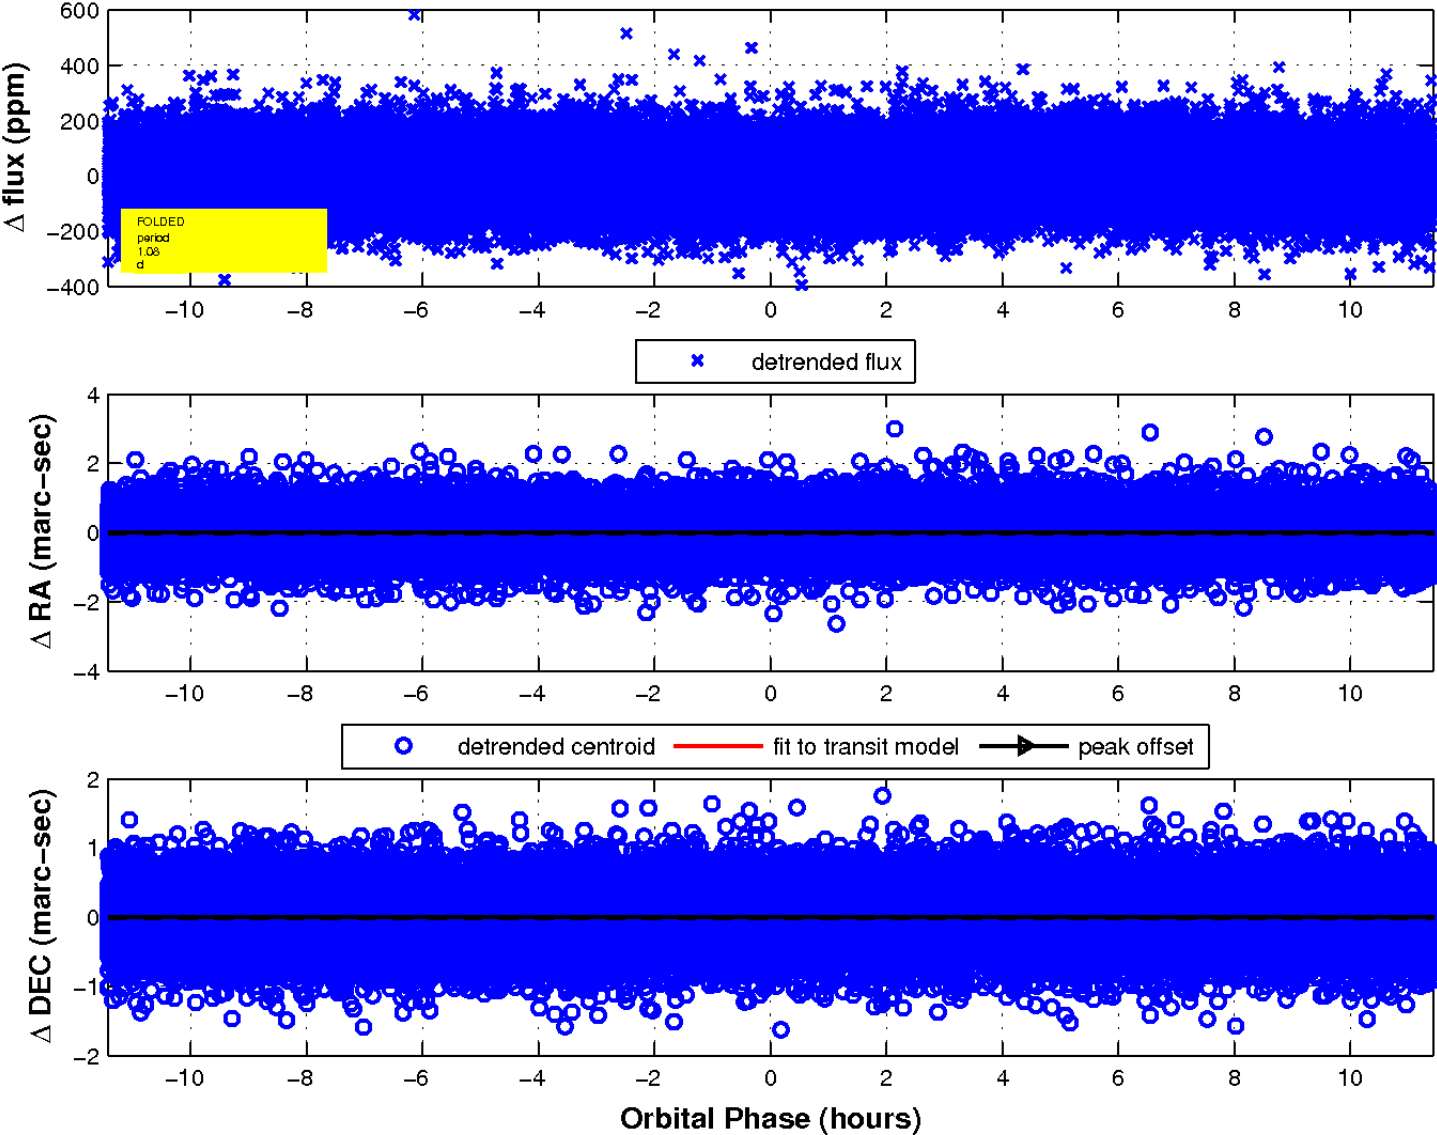 600
400
200
0
−200
−400
Δ flux (ppm)
FOLDED
period
1.06
d
−10 −8 −6 −4 −2 0 2 4 6 8 10
detrended flux
4
2
0
−2
−4
Δ RA (marc−sec)
−10 −8 −6 −4 −2 0 2 4 6 8 10
detrended centroid fit to transit model peak offset
2
1
0
−1
−2
Δ DEC (marc−sec)
−10 −8 −6 −4 −2 0 2 4 6 8 10
Orbital Phase (hours)